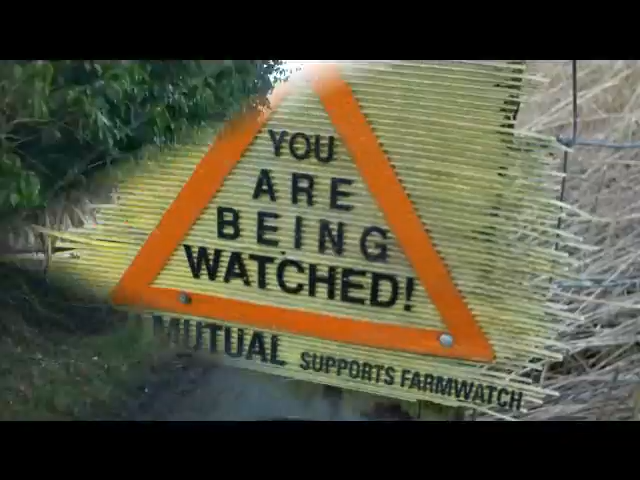 YOU
ARE
BEING
WATCHED!
MUTUAL SUPPORTS FARMWATCH